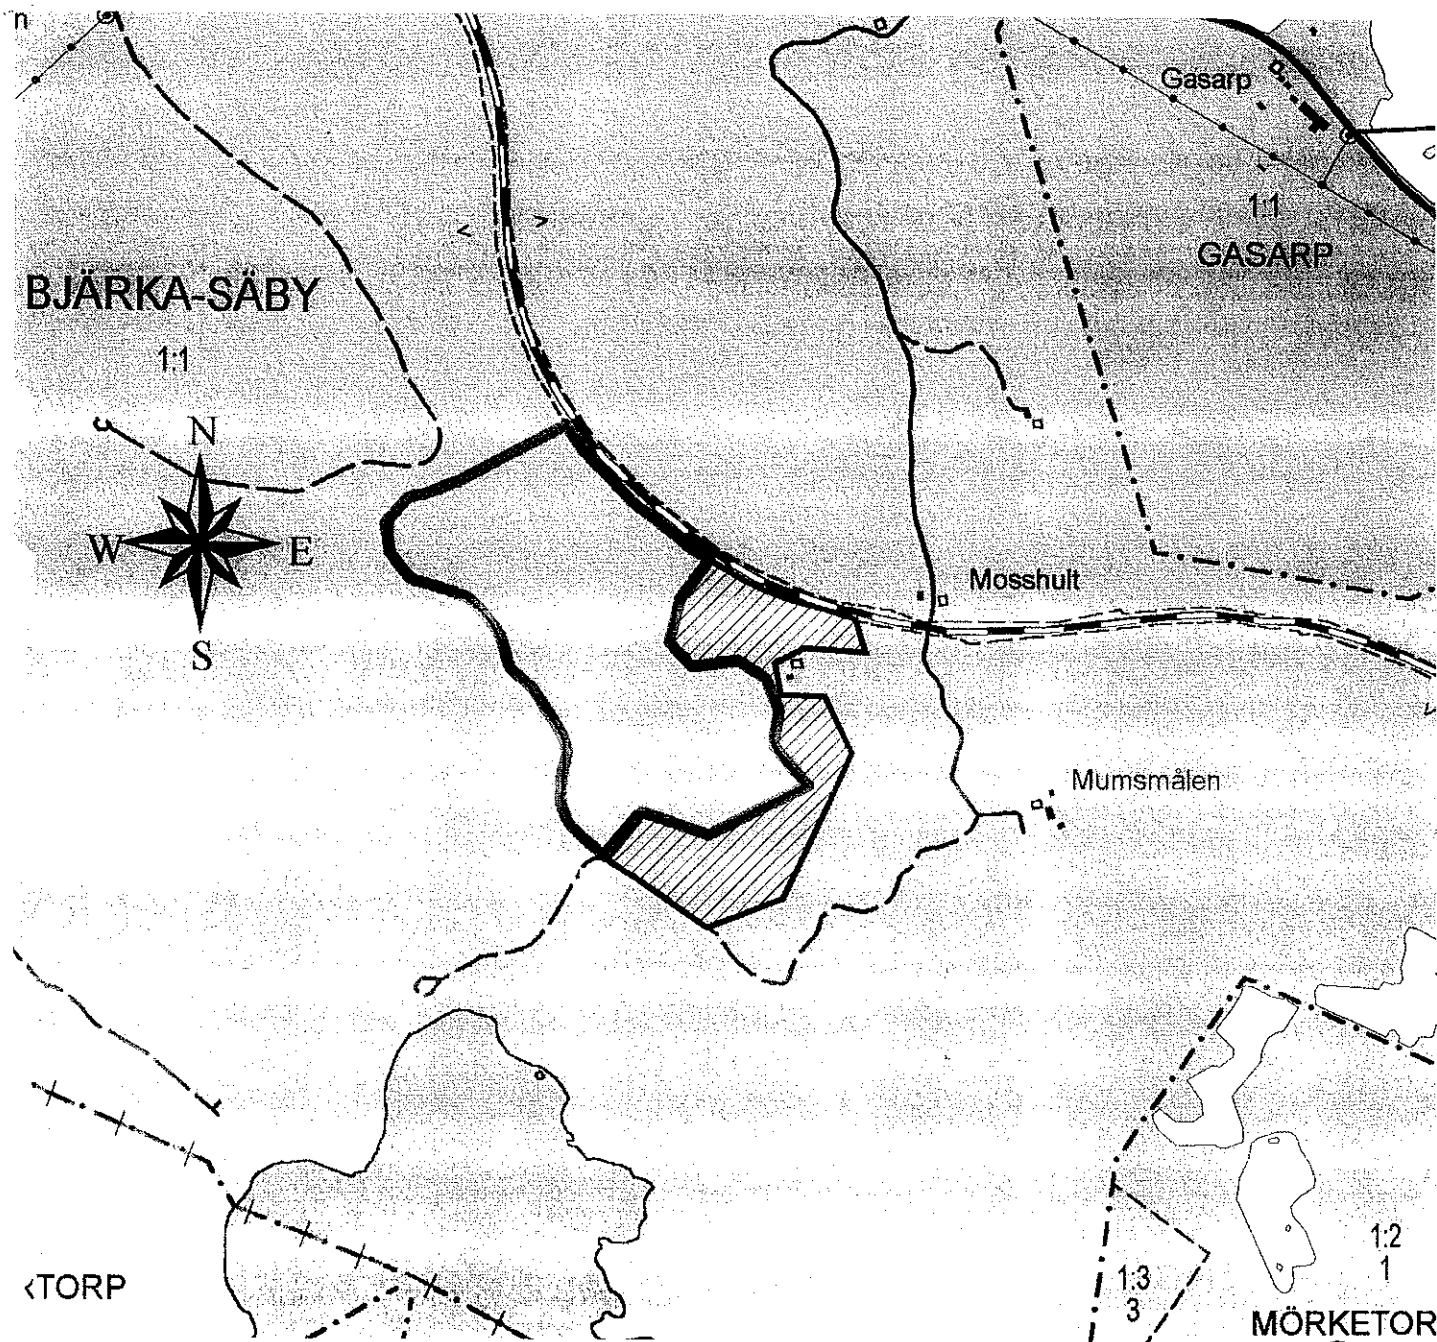 n
Gasarp
1:1
GASARP
BJÄRKA-SÄBY
1:1
N
W
E
S
Mosshult
Mumsmålen
TORP
1:2
1
1:3
3
MÖRKETOR